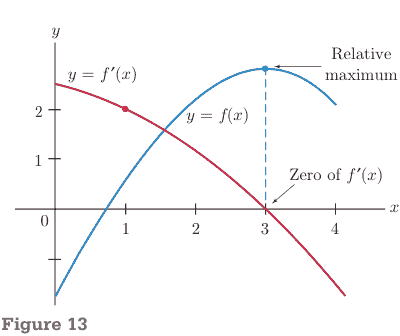 y
y = f′(x)
Relative
maximum
2
y = f(x)
1
Zero of f′(x)
0
x
1
2
3
4
Figure 13